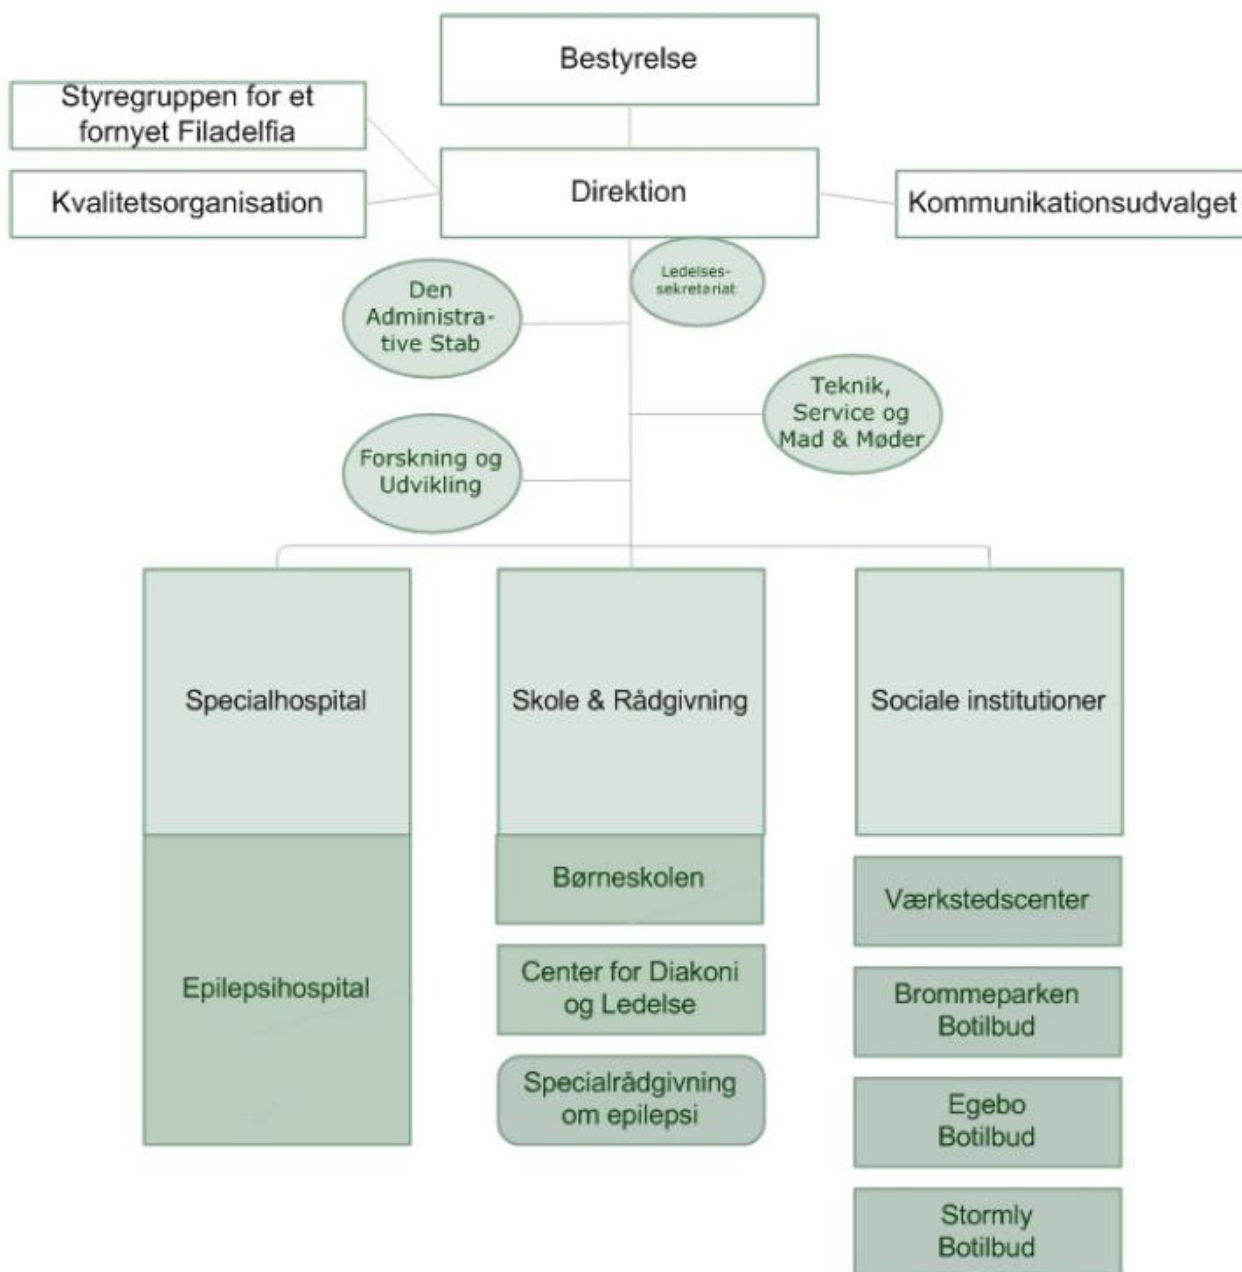 Bestyrelse
Styregruppen for et
fornyet Filadelfia
Kvalitetsorganisation
Direktion
Kommunikationsudvalget
Ledelses-
sekretariat
Den
Administra-
tive Stab
Teknik,
Service og
Mad & Møder
Forskning og
Udvikling
Specialhospital
Skole & Rådgivning
Sociale institutioner
Epilepsihospital
Børneskolen
Center for Diakoni
og Ledelse
Specialrådgivning
om epilepsi
Værkstedscenter
Brommeparken
Botilbud
Egebo
Botilbud
Stormly
Botilbud